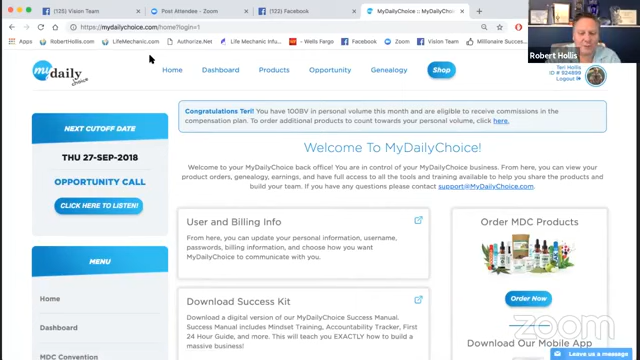 (125) Vision Team
Post Attendee - Zoom
(122) Facebook
MyDailyChoice :: MyDailyCh
https://mydailychoice.com/home?login=1
RobertHollis.com
LifeMechanic.com
Authorize.Net
Life Mechanic Infu
Wells Fargo
Facebook
Zoom
Vision Team
Millionaire Success
Robert Hollis
my daily choice
Home
Dashboard
Products
Opportunity
Genealogy
Shop
Teri Hollis
ID # 924899
Logout
NEXT CUTOFF DATE
THU 27-SEP-2018
OPPORTUNITY CALL
CLICK HERE TO LISTEN!
MENU
Home
Dashboard
MDC Convention
Congratulations Teri! You have 100BV in personal volume this month and are eligible to receive commissions in the
compensation plan. To order additional products to count towards your personal volume, click here.
Welcome To MyDailyChoice!
Welcome to your MyDailyChoice back office! You are in control of your MyDailyChoice business. From here, you can view your
product orders, genealogy, earnings, and have full access to all the tools and training available to help you share the products and
build your team. If you have any questions please contact support@MyDailyChoice.com.
User and Billing Info
From here, you can update your personal information, username,
passwords, billing information, and choose how you want
MyDailyChoice to communicate with you.
Download Success Kit
Download a digital version of our MyDailyChoice Success Manual.
Success Manual includes Mindset Training, Accountability Tracker, First
24 Hour Guide, and more. This will teach you EXACTLY how to build a
massive business!
Order MDC Products
Order Now
Download Our Mobile App
zoom
Leave us a message